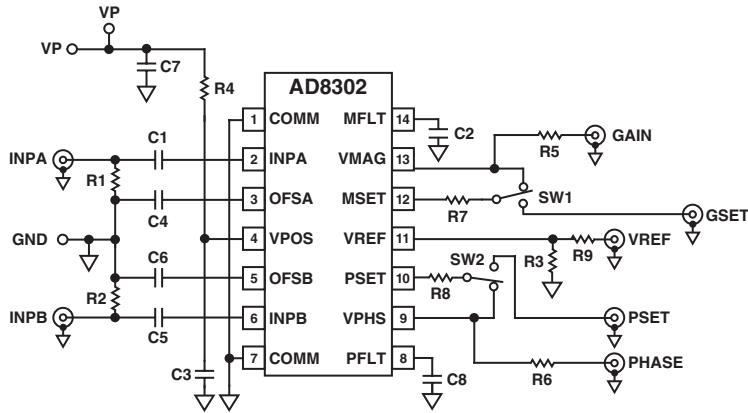 VP
VP
C7
R4
AD8302
1 COMM MFLT 14
C2
R5 GAIN
INPA
C1
2 INPA VMAG 13
R1
SW1
C4
3 OFSA MSET 12
R7
GSET
GND
4 VPOS VREF 11
R9 VREF
R3
C6
SW2
5 OFSB PSET 10
R8
R2
INPB
C5
6 INPB VPHS 9
PSET
7 COMM PFLT 8
C3
C8
R6
PHASE